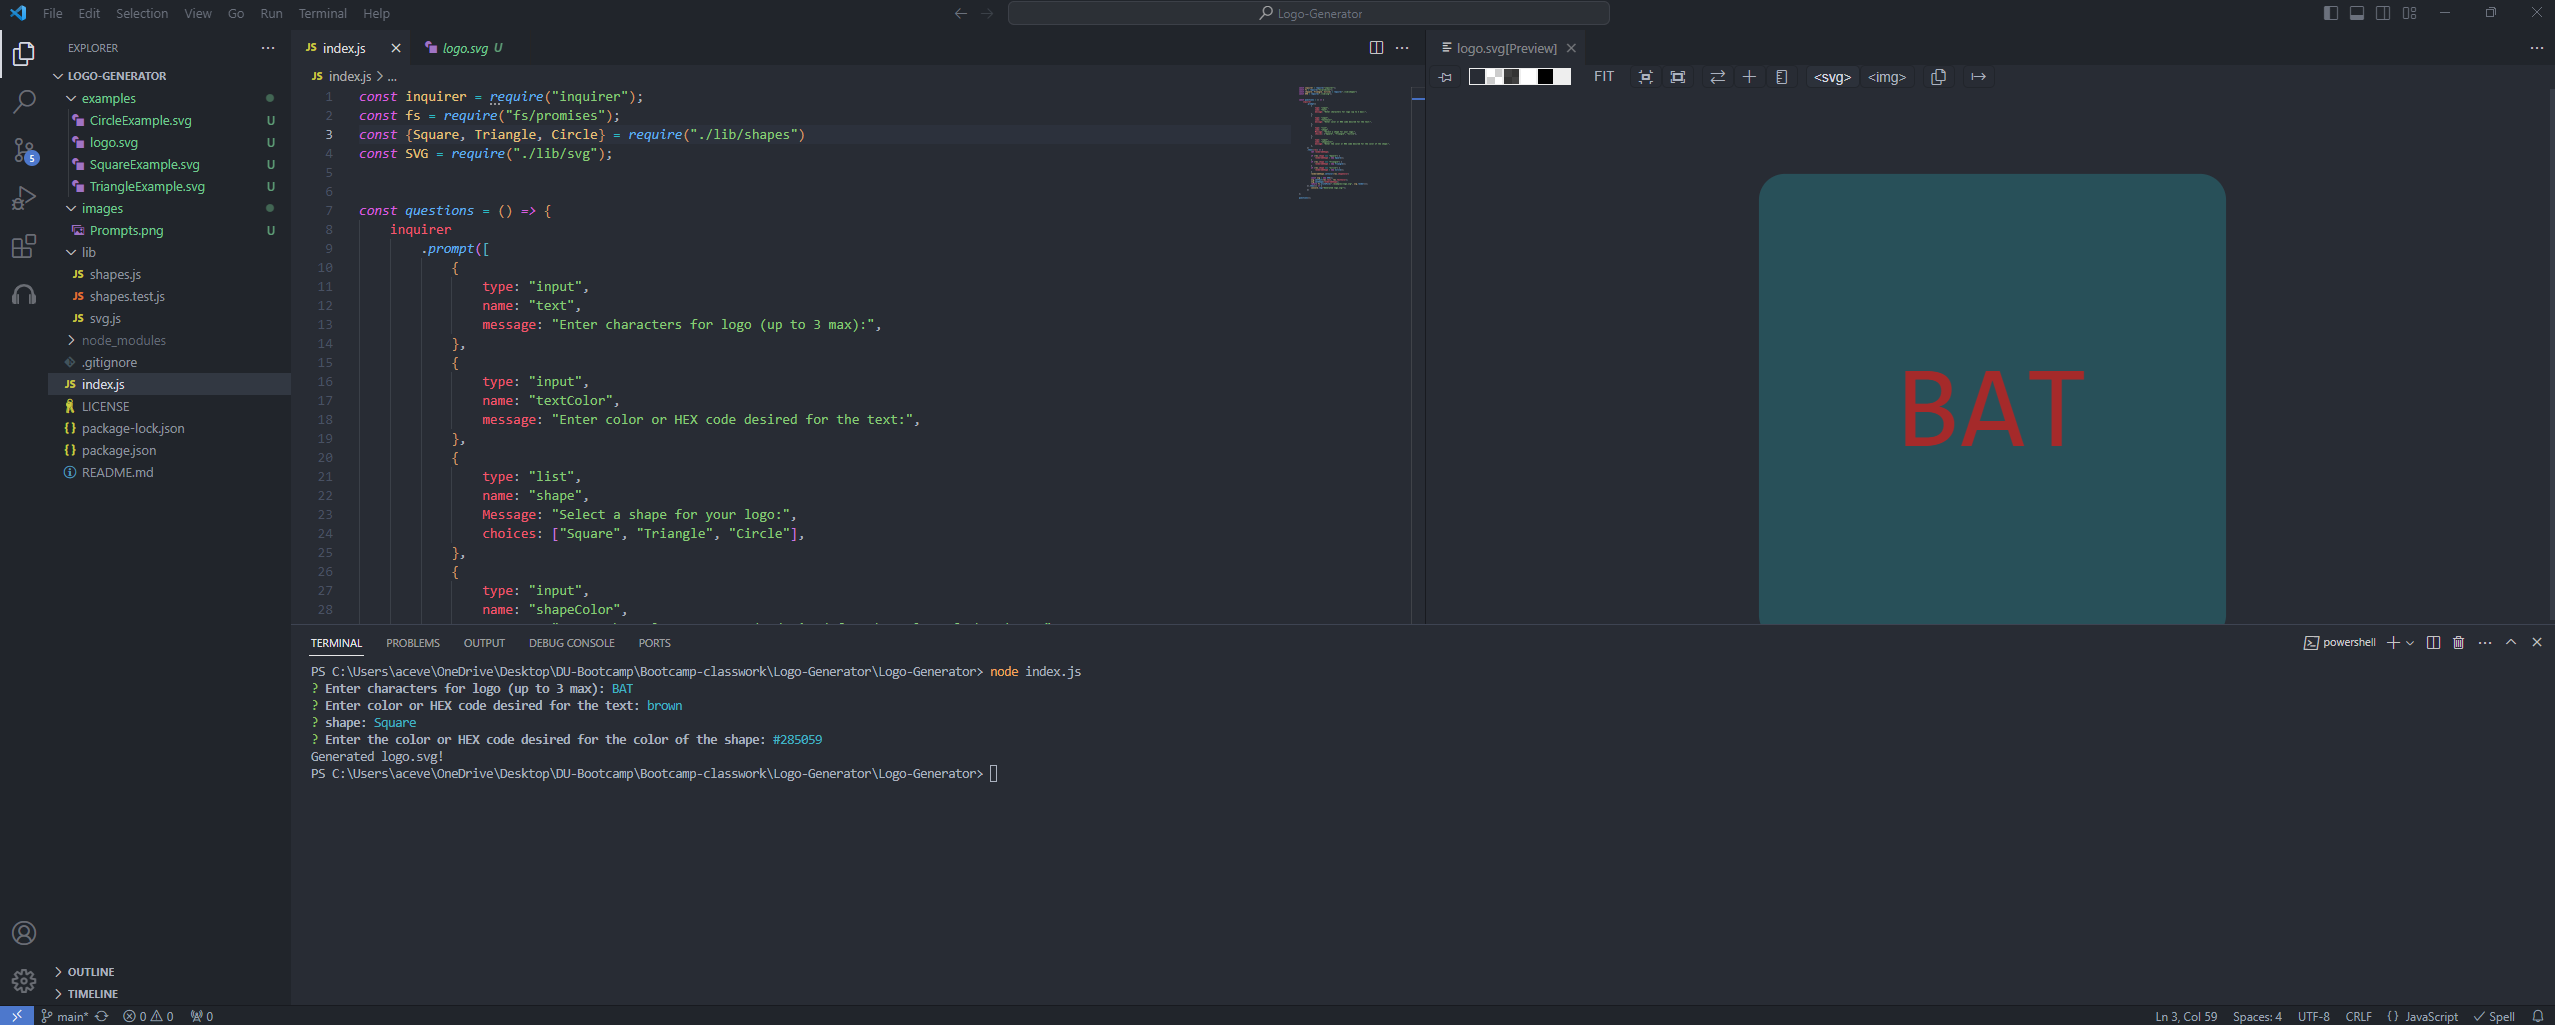 File Edit Selection View Go Run Terminal Help
Logo-Generator
EXPLORER
LOGO-GENERATOR
examples
CircleExample.svg U
logo.svg U
SquareExample.svg U
TriangleExample.svg U
images
Prompts.png U
lib
shapes.js
shapes.test.js
svg.js
node_modules
.gitignore
index.js
LICENSE
package-lock.json
package.json
README.md
OUTLINE
TIMELINE
5
JS index.js
logo.svg U
JS index.js > ...
1 const inquirer = require("inquirer");
2 const fs = require("fs/promises");
3 const {Square, Triangle, Circle} = require("./lib/shapes")
4 const SVG = require("./lib/svg");
5
6
7 const questions = () => {
8 inquirer
9 .prompt([
10 {
11 type: "input",
12 name: "text",
13 message: "Enter characters for logo (up to 3 max):",
14 },
15 {
16 type: "input",
17 name: "textColor",
18 message: "Enter color or HEX code desired for the text:",
19 },
20 {
21 type: "list",
22 name: "shape",
23 Message: "Select a shape for your logo:",
24 choices: ["Square", "Triangle", "Circle"],
25 },
26 {
27 type: "input",
28 name: "shapeColor",
logo.svg[Preview]
FIT
<svg> <img>
BAT
TERMINAL PROBLEMS OUTPUT DEBUG CONSOLE PORTS
powershell
PS C:\Users\aceve\OneDrive\Desktop\DU-Bootcamp\Bootcamp-classwork\Logo-Generator\Logo-Generator> node index.js
? Enter characters for logo (up to 3 max): BAT
? Enter color or HEX code desired for the text: brown
? shape: Square
? Enter the color or HEX code desired for the color of the shape: #285059
Generated logo.svg!
PS C:\Users\aceve\OneDrive\Desktop\DU-Bootcamp\Bootcamp-classwork\Logo-Generator\Logo-Generator>
main* 0 0 0
Ln 3, Col 59 Spaces: 4 UTF-8 CRLF {} JavaScript Spell